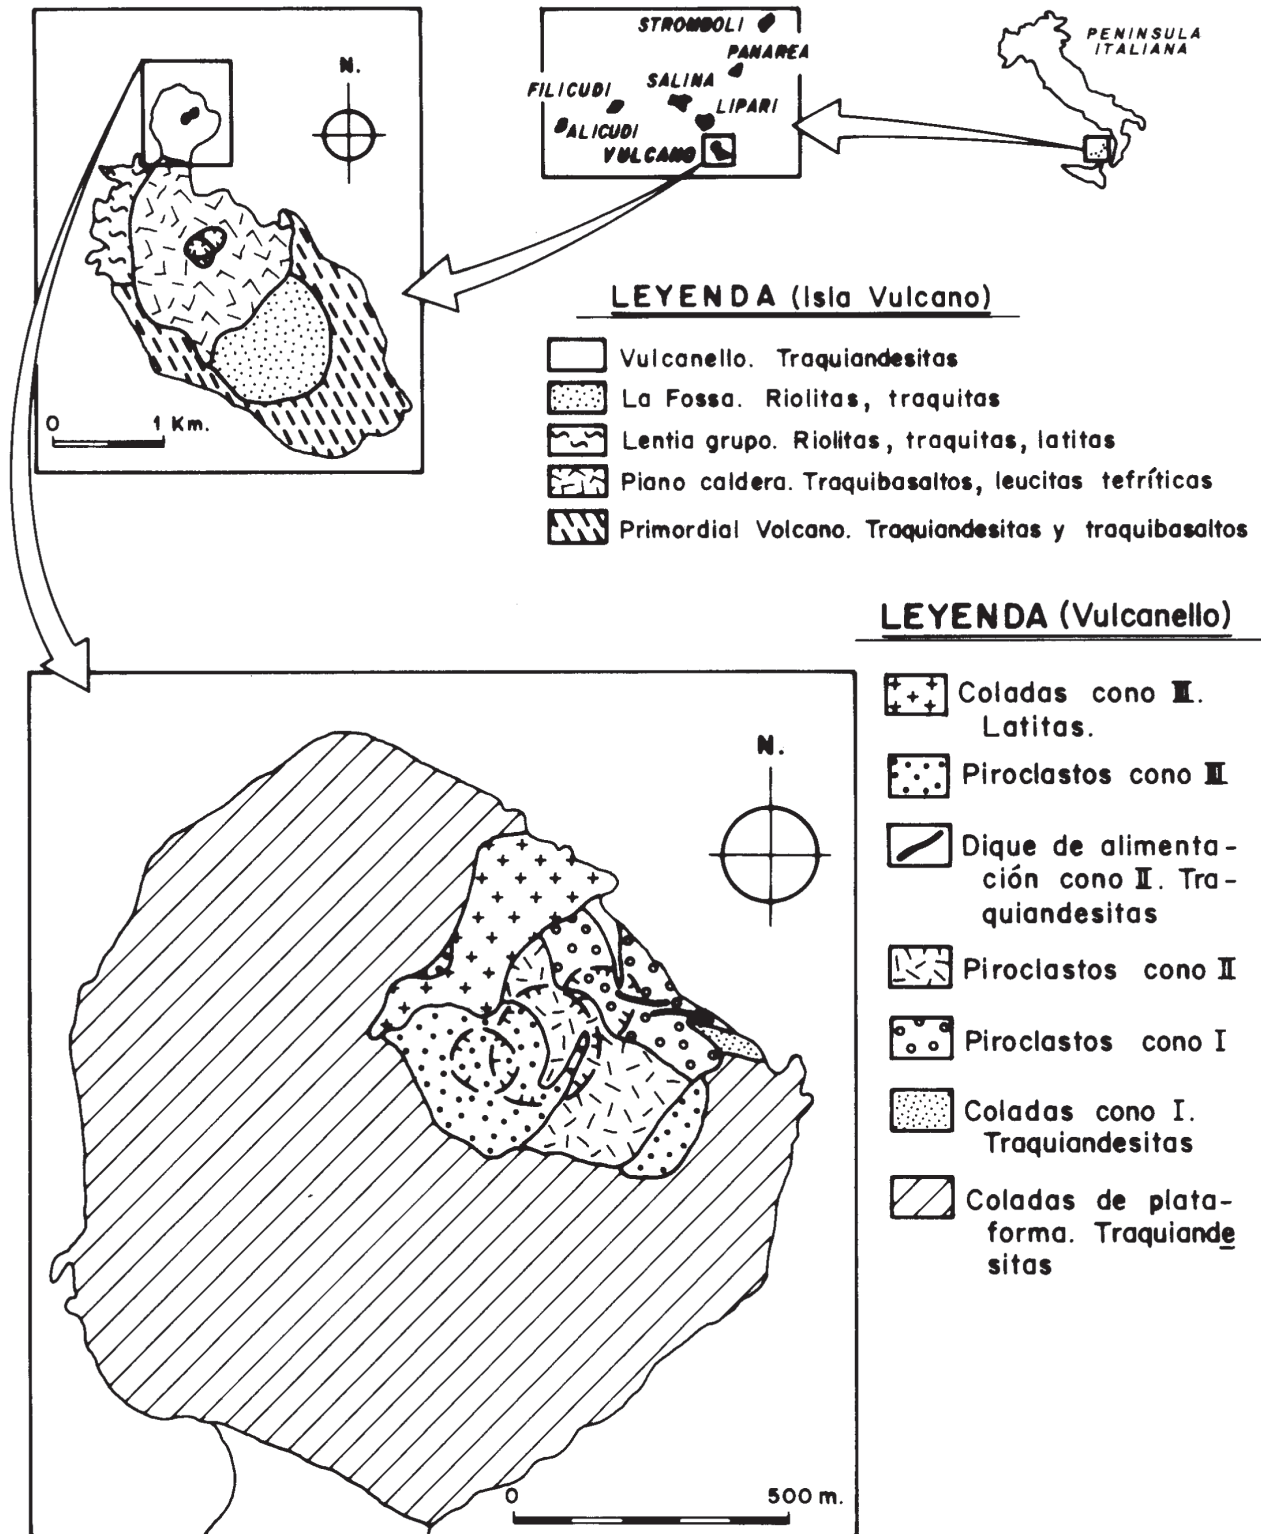 STROMBOLI
PANAREA
SALINA
FILICUDI
LIPARI
ALICUDI
VULCANO
PENINSULA
ITALIANA
N.
0 1 Km.
LEYENDA (Isla Vulcano)
Vulcanello. Traquiandesitas
La Fossa. Riolitas, traquitas
Lentia grupo. Riolitas, traquitas, latitas
Piano caldera. Traquibasaltos, leucitas tefríticas
Primordial Volcano. Traquiandesitas y traquibasaltos
LEYENDA (Vulcanello)
Coladas cono III.
Latitas.
Piroclastos cono III
Dique de alimenta-
ción cono II. Tra-
quiandesitas
Piroclastos cono II
Piroclastos cono I
Coladas cono I.
Traquiandesitas
Coladas de plata-
forma. Traquiande
sitas
N.
0 500 m.